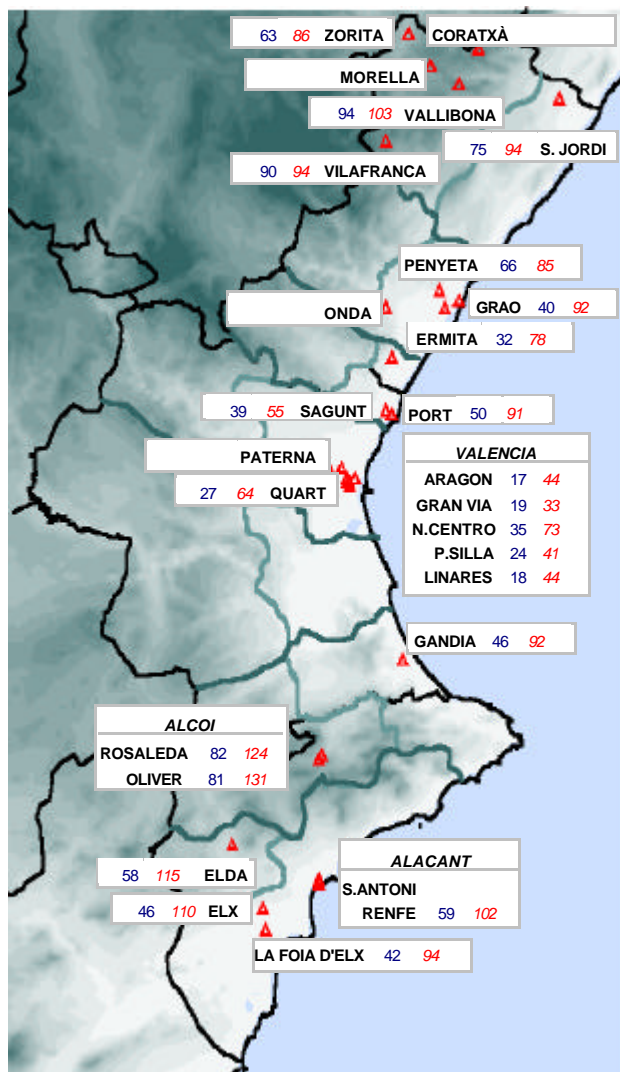 63 86 ZORITA
CORATXÀ
MORELLA
94 103 VALLIBONA
75 94 S. JORDI
90 94 VILAFRANCA
PENYETA 66 85
ONDA
GRAO 40 92
ERMITA 32 78
39 55 SAGUNT
PORT 50 91
PATERNA
27 64 QUART
VALENCIA
ARAGON 17 44
GRAN VIA 19 33
N.CENTRO 35 73
P.SILLA 24 41
LINARES 18 44
GANDIA 46 92
ALCOI
ROSALEDA 82 124
OLIVER 81 131
58 115 ELDA
46 110 ELX
ALACANT
S.ANTONI
RENFE 59 102
LA FOIA D'ELX 42 94